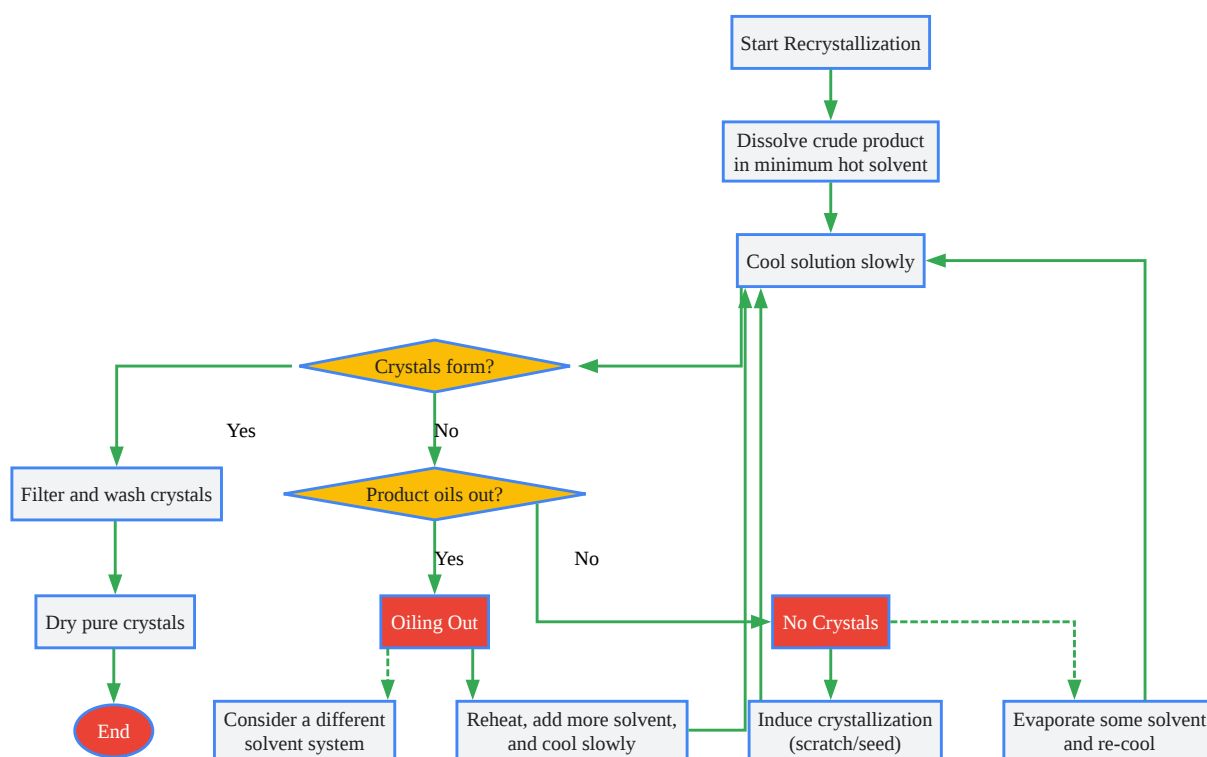 Start Recrystallization
Dissolve crude product
in minimum hot solvent
Cool solution slowly
Crystals form?
Yes
No
Filter and wash crystals
Product oils out?
Yes
No
Dry pure crystals
Oiling Out
No Crystals
End
Consider a different
solvent system
Reheat, add more solvent,
and cool slowly
Induce crystallization
(scratch/seed)
Evaporate some solvent
and re-cool